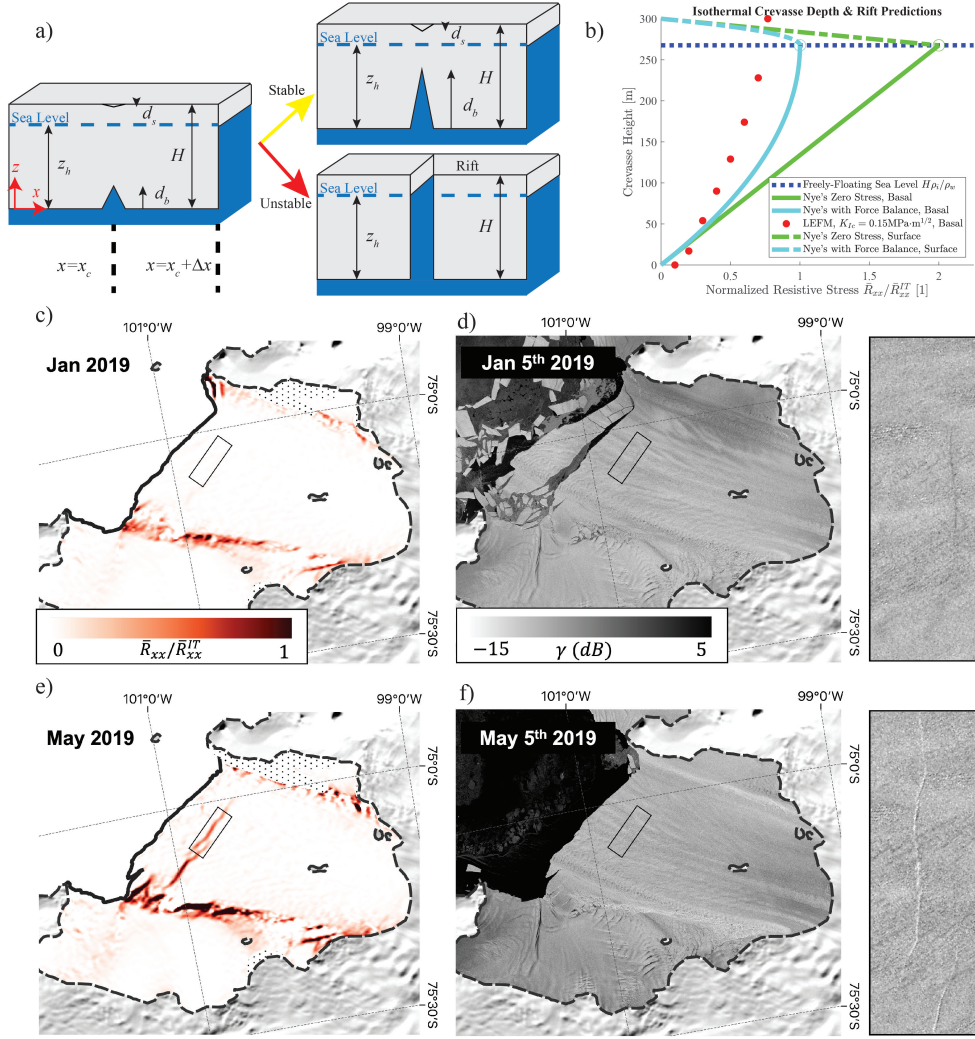 a)
Sea Level
d_s
z_h
H
d_b
z
x
x=x_c
x=x_c+Δx
Stable
Unstable
Sea Level
d_s
z_h
H
d_b
Rift
Sea Level
z_h
H
b)
Isothermal Crevasse Depth & Rift Predictions
Crevasse Height [m]
300
250
200
150
100
50
0
0
0.5
1
1.5
2
Normalized Resistive Stress R̄_xx/R̄_xx^IT [1]
Freely-Floating Sea Level Hρ_i/ρ_w
Nye's Zero Stress, Basal
Nye's with Force Balance, Basal
LEFM, K_Ic = 0.15MPa·m^1/2, Basal
Nye's Zero Stress, Surface
Nye's with Force Balance, Surface
c)
101°0'W
99°0'W
Jan 2019
75°0'S
75°30'S
0
R̄_xx/R̄_xx^IT
1
d)
101°0'W
99°0'W
Jan 5th 2019
75°0'S
75°30'S
−15
γ (dB)
5
e)
101°0'W
99°0'W
May 2019
75°0'S
75°30'S
f)
101°0'W
99°0'W
May 5th 2019
75°0'S
75°30'S